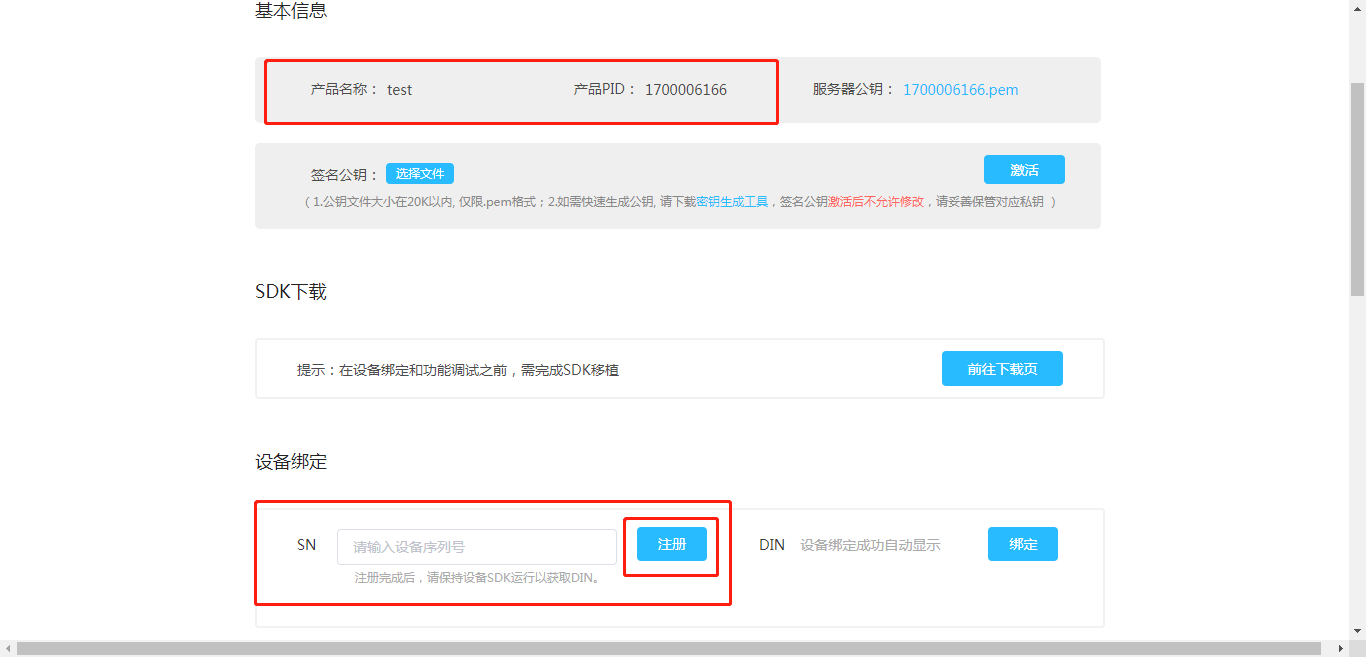 基本信息
产品名称： test 产品PID： 1700006166 服务器公钥： 1700006166.pem
签名公钥： 选择文件 激活
（ 1.公钥文件大小在20K以内, 仅限.pem格式；2.如需快速生成公钥, 请下载密钥生成工具，签名公钥激活后不允许修改，请妥善保管对应私钥 ）
SDK下载
提示：在设备绑定和功能调试之前，需完成SDK移植 前往下载页
设备绑定
SN 请输入设备序列号 注册 DIN 设备绑定成功自动显示 绑定
注册完成后，请保持设备SDK运行以获取DIN。